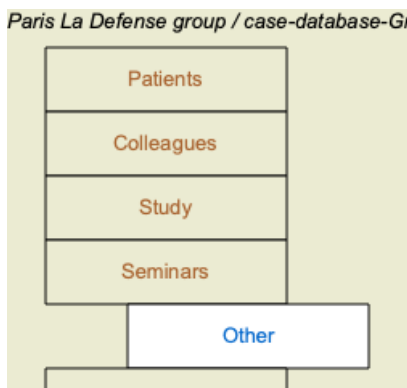 Paris La Defense group / case-database-G
Patients
Colleagues
Study
Seminars
Other